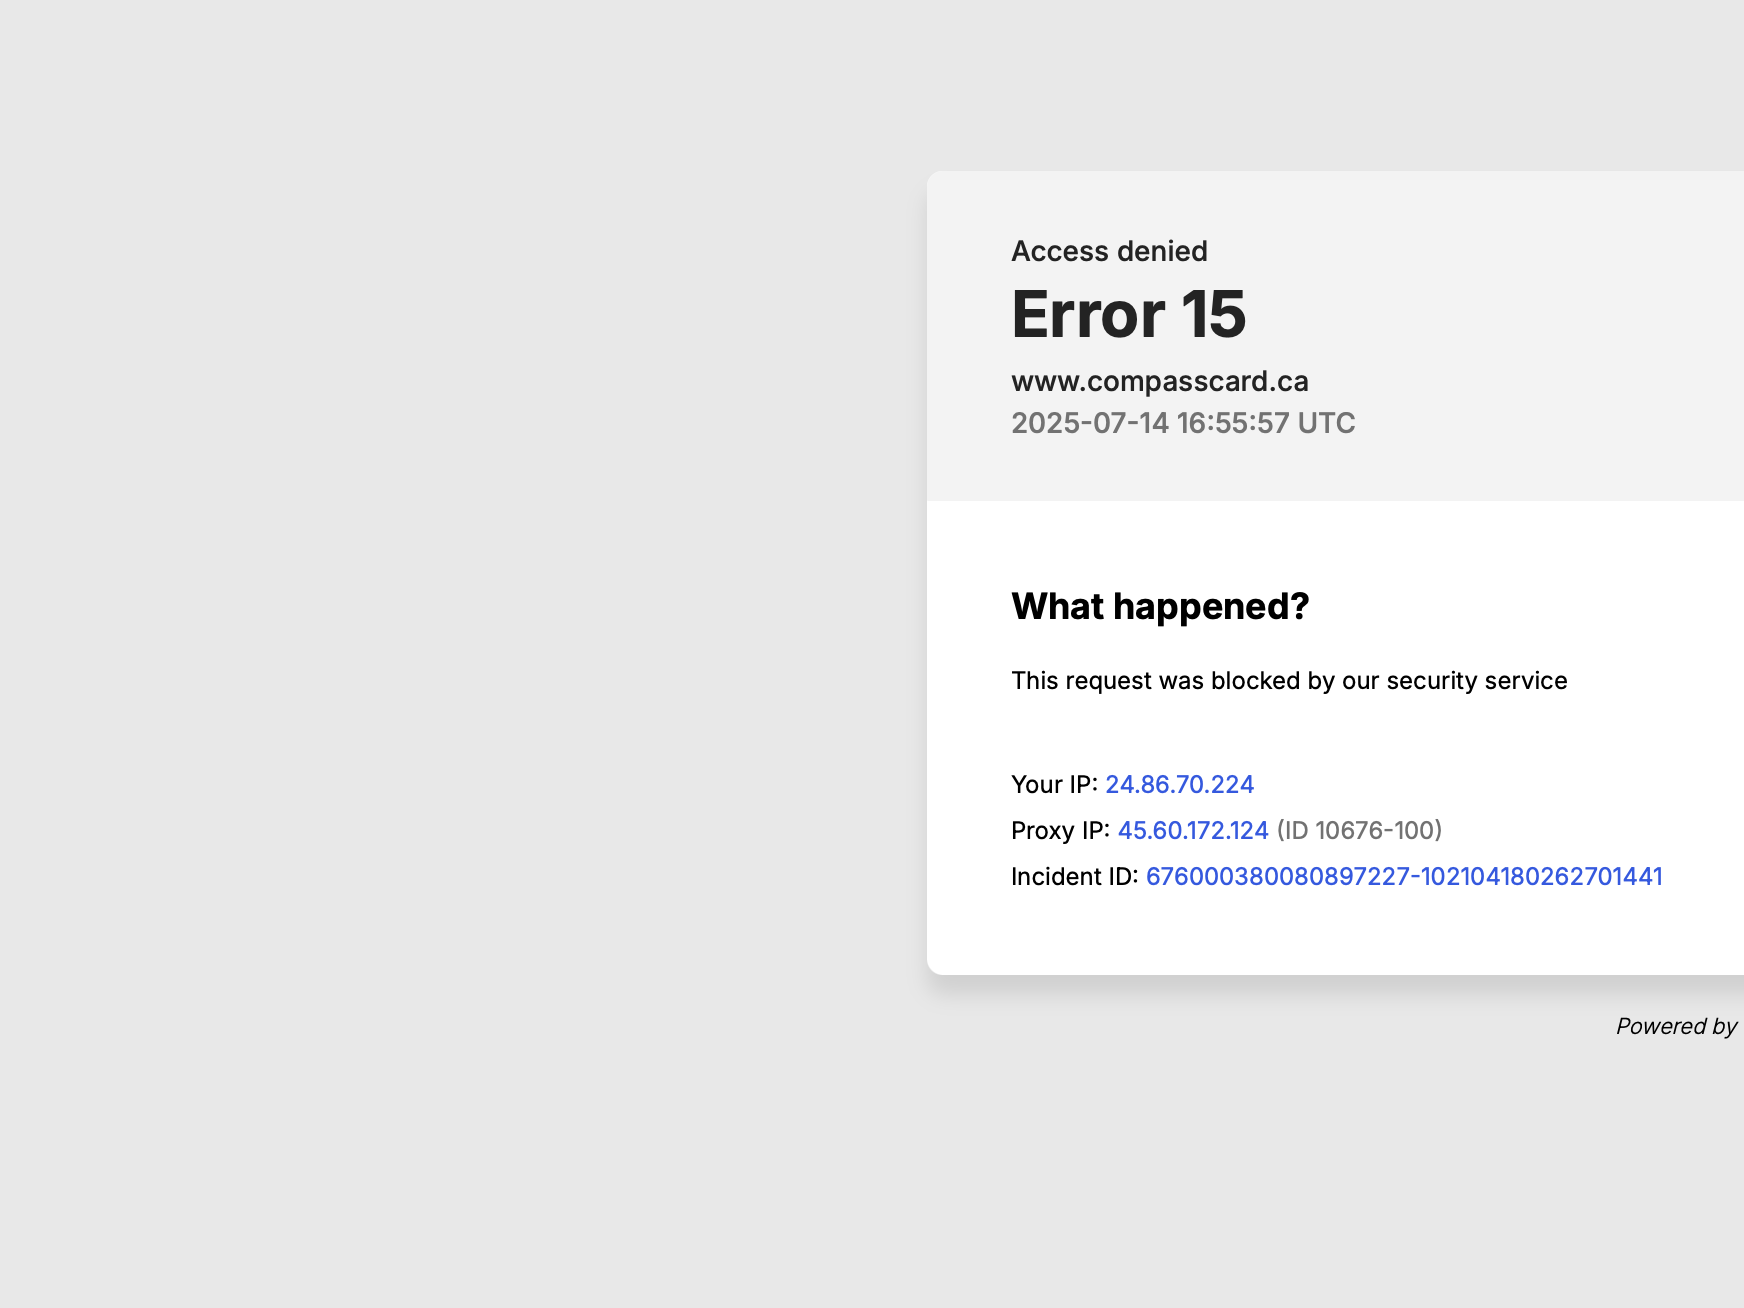 Access denied
Error 15
www.compasscard.ca
2025-07-14 16:55:57 UTC
What happened?
This request was blocked by our security service
Your IP: 24.86.70.224
Proxy IP: 45.60.172.124 (ID 10676-100)
Incident ID: 676000380080897227-102104180262701441
Powered by